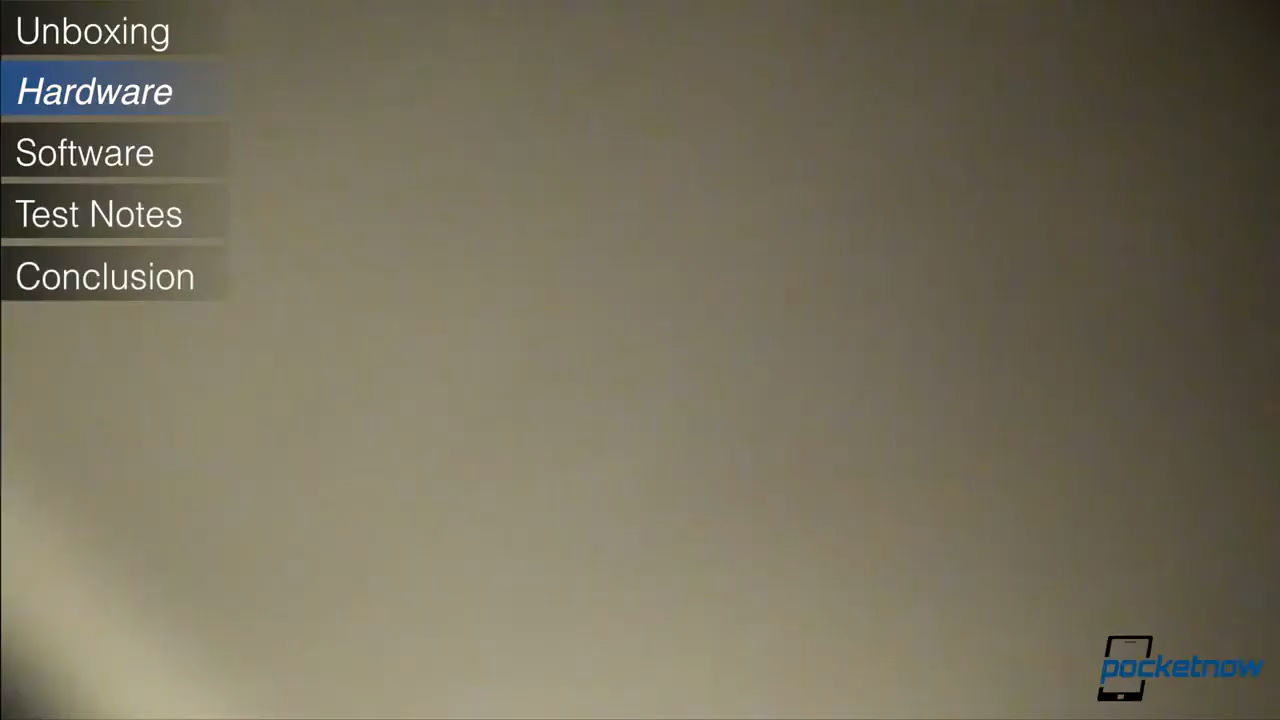 Unboxing
Hardware
Software
Test Notes
Conclusion
pocketnow